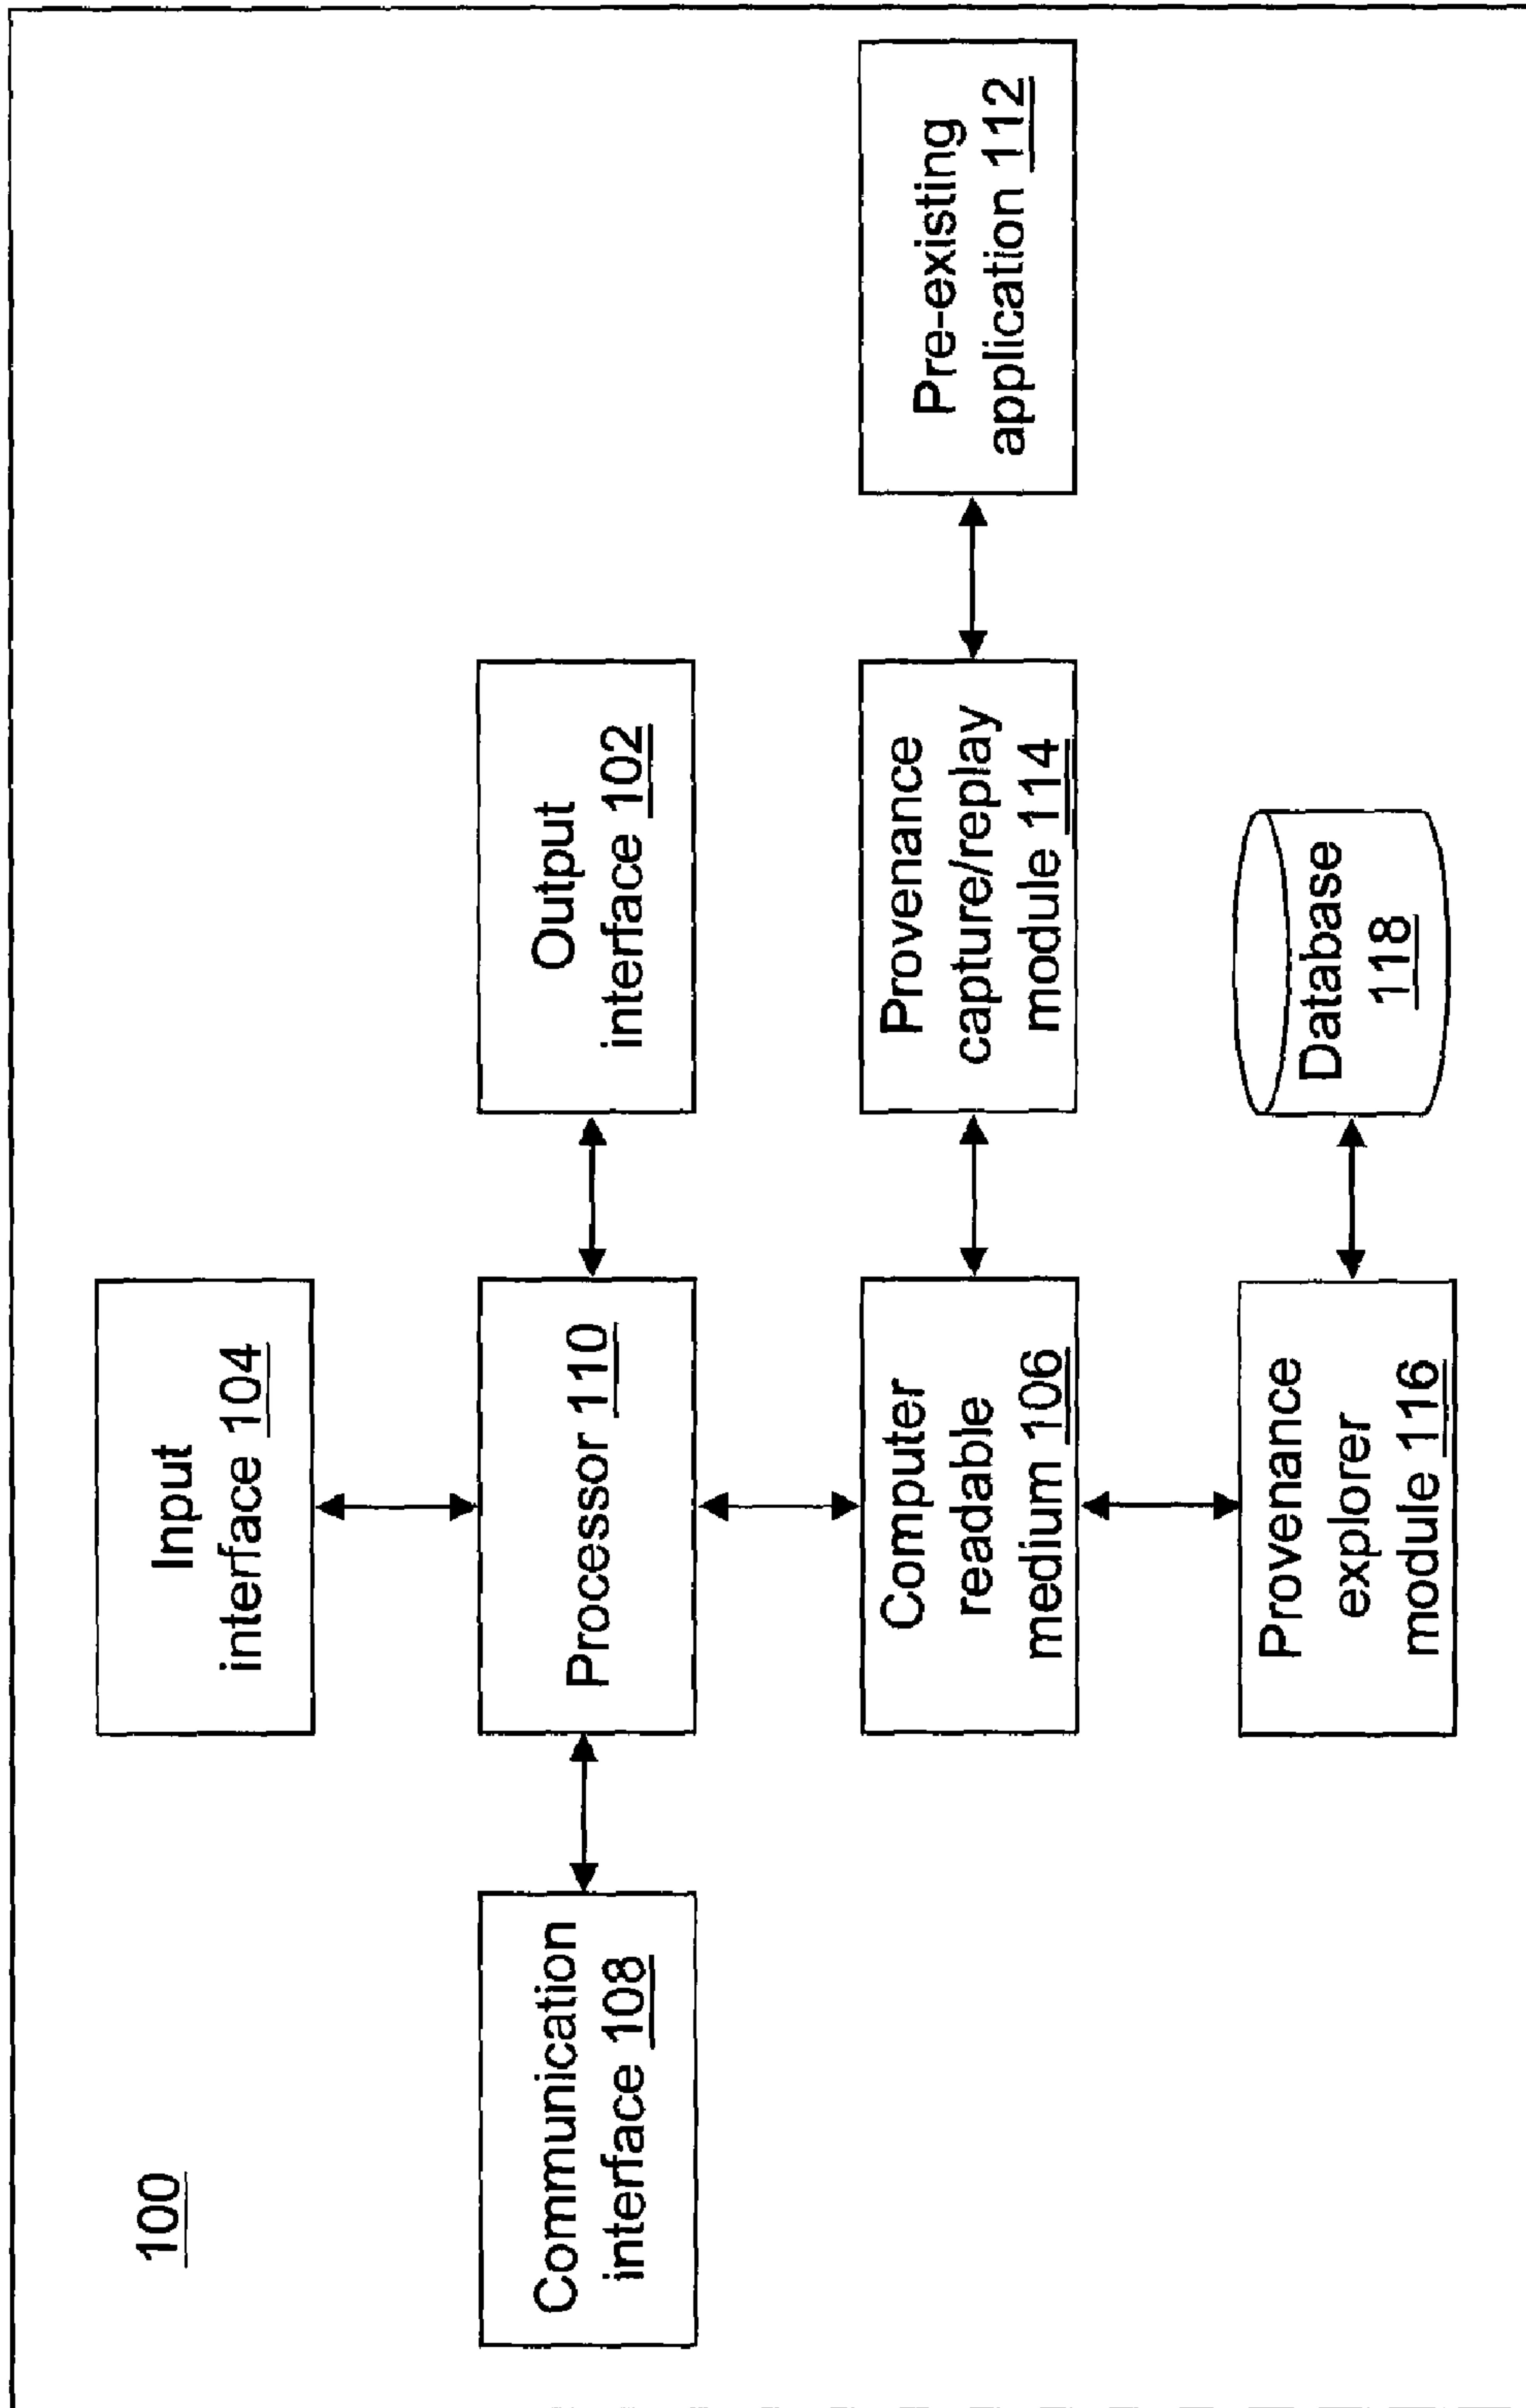 100
Input
interface 104
Communication
interface 108
Processor 110
Output
interface 102
Computer
readable
medium 106
Provenance
capture/replay
module 114
Pre-existing
application 112
Provenance
explorer
module 116
Database
118